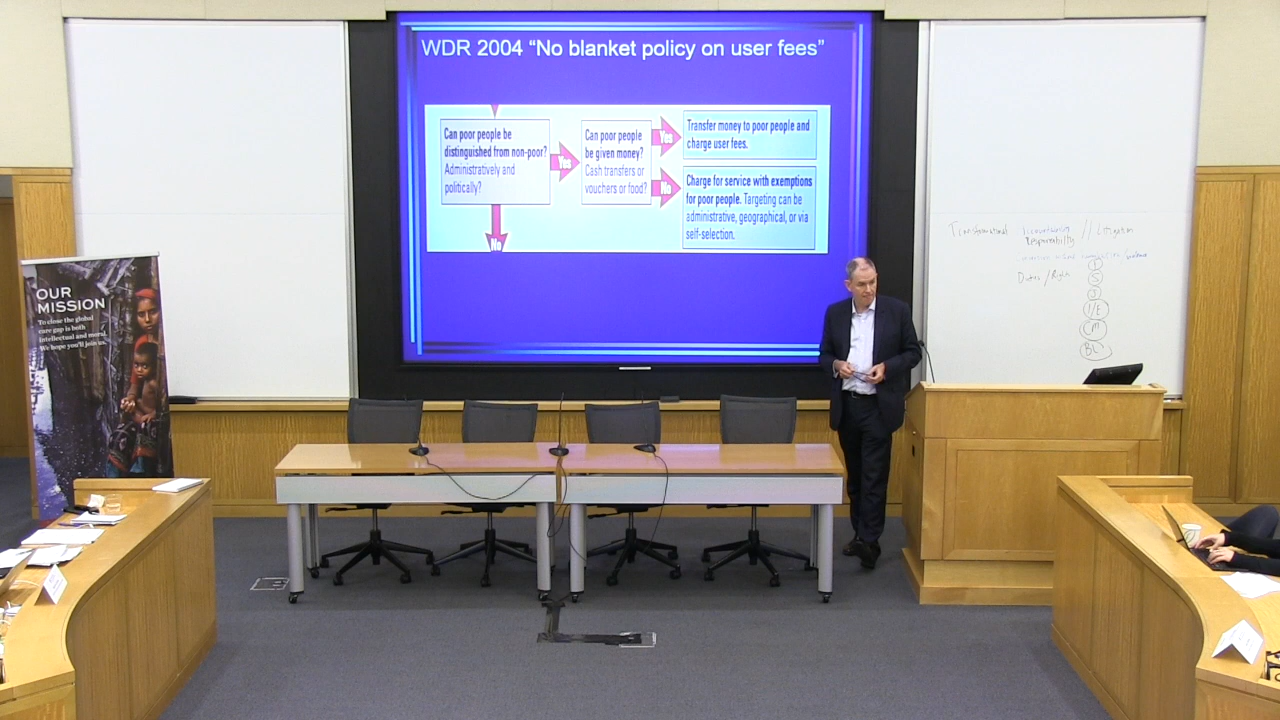 WDR 2004 “No blanket policy on user fees”
Can poor people be
distinguished from non-poor?
Administratively and
politically?
Yes
No
Can poor people
be given money?
Cash transfers or
vouchers or food?
Yes
No
Transfer money to poor people and
charge user fees.
Charge for service with exemptions
for poor people. Targeting can be
administrative, geographical, or via
self-selection.
OUR
MISSION
To close the global
care gap is both
intellectual and moral.
We hope you'll join us.
Transformational
// Litigation
Responsibility
Duties / Rights
I/E
CM